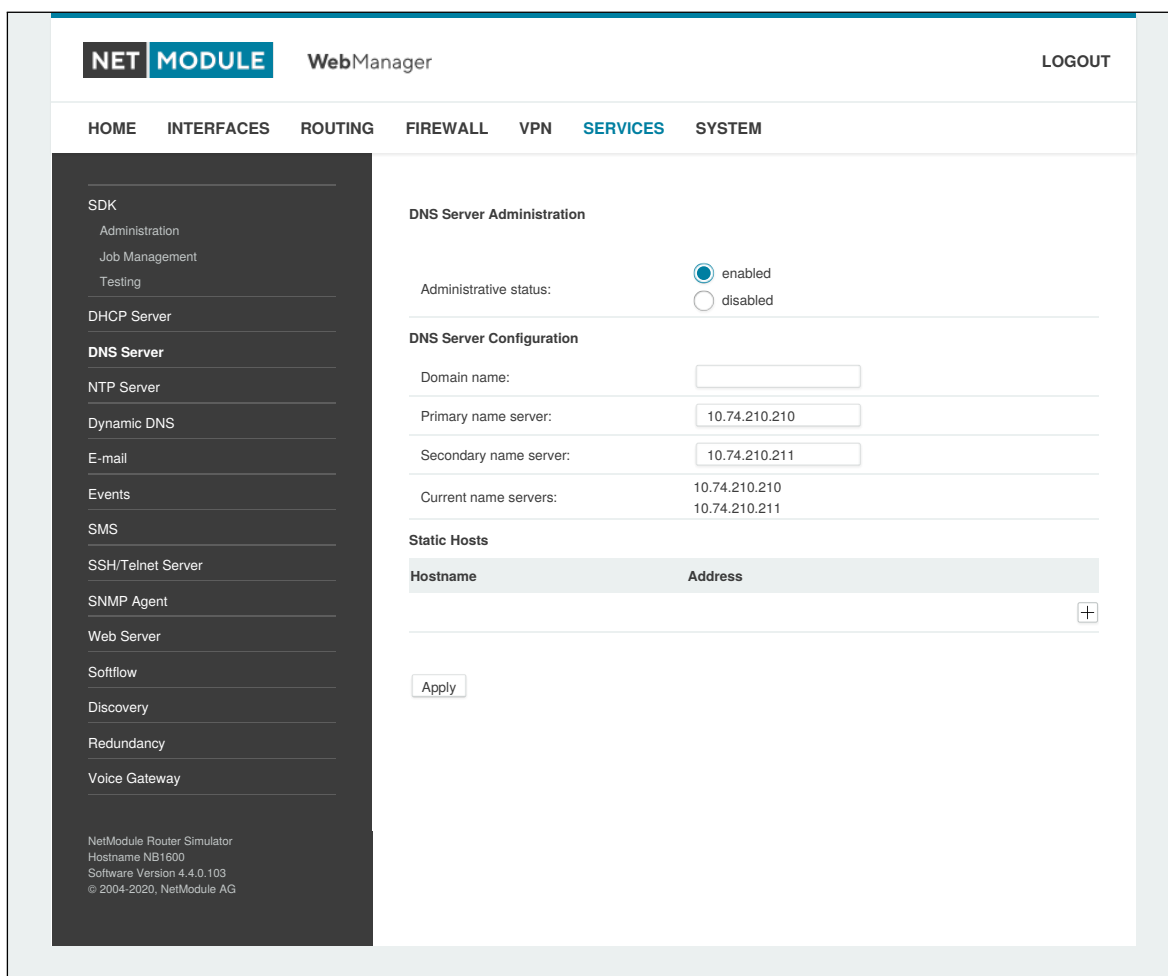 NET MODULE WebManager LOGOUT
HOME INTERFACES ROUTING FIREWALL VPN SERVICES SYSTEM
SDK
Administration
Job Management
Testing
DHCP Server
DNS Server
NTP Server
Dynamic DNS
E-mail
Events
SMS
SSH/Telnet Server
SNMP Agent
Web Server
Softflow
Discovery
Redundancy
Voice Gateway
NetModule Router Simulator
Hostname NB1600
Software Version 4.4.0.103
© 2004-2020, NetModule AG
DNS Server Administration
Administrative status:
enabled
disabled
DNS Server Configuration
Domain name:
Primary name server: 10.74.210.210
Secondary name server: 10.74.210.211
Current name servers:
10.74.210.210
10.74.210.211
Static Hosts
Hostname Address
Apply